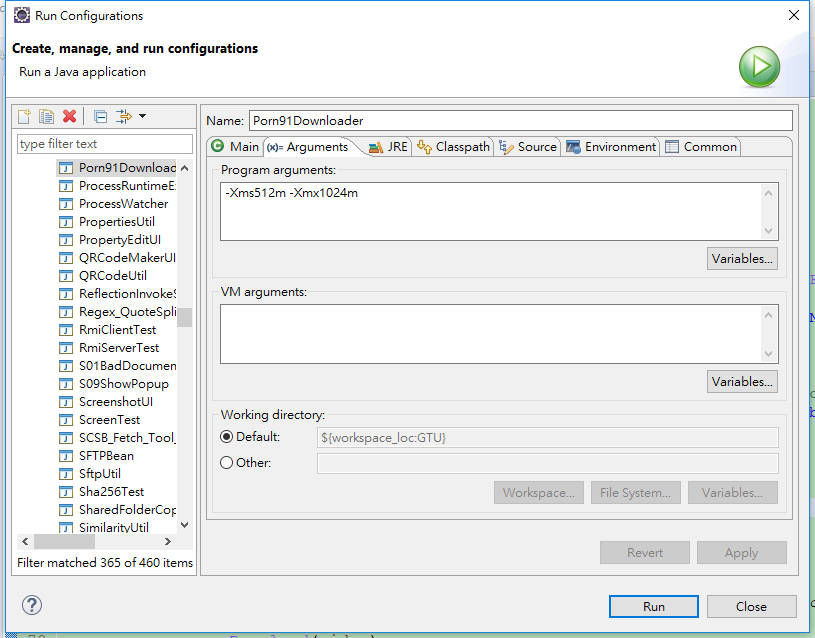 Run Configurations
Create, manage, and run configurations
Run a Java application
Name: Porn91Downloader
type filter text
Main (x)= Arguments JRE Classpath Source Environment Common
Porn91Downloac
ProcessRuntimeE
ProcessWatcher
PropertiesUtil
PropertyEditUI
QRCodeMakerUI
QRCodeUtil
ReflectionInvokeS
Regex_QuoteSpli
RmiClientTest
RmiServerTest
S01BadDocumen
S09ShowPopup
ScreenshotUI
ScreenTest
SCSB_Fetch_Tool_
SFTPBean
SftpUtil
Sha256Test
SharedFolderCop
SimilarityUtil
Filter matched 365 of 460 items
Program arguments:
-Xms512m -Xmx1024m
Variables...
VM arguments:
Variables...
Working directory:
Default: ${workspace_loc:GTU}
Other:
Workspace... File System... Variables...
Revert Apply
Run Close